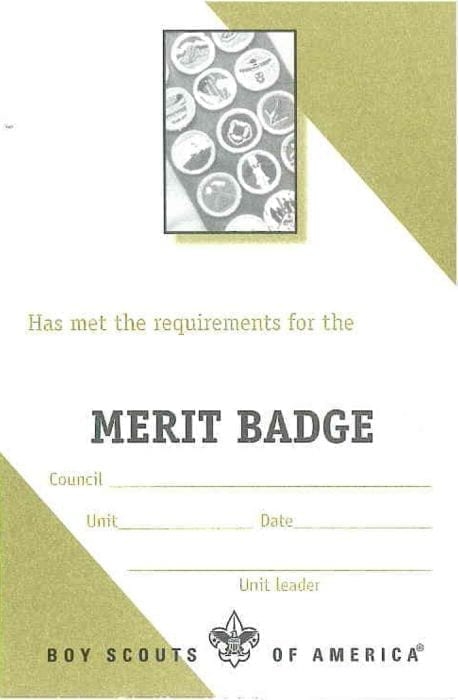 Has met the requirements for the
MERIT BADGE
Council
Unit Date
Unit leader
BOY SCOUTS OF AMERICA®